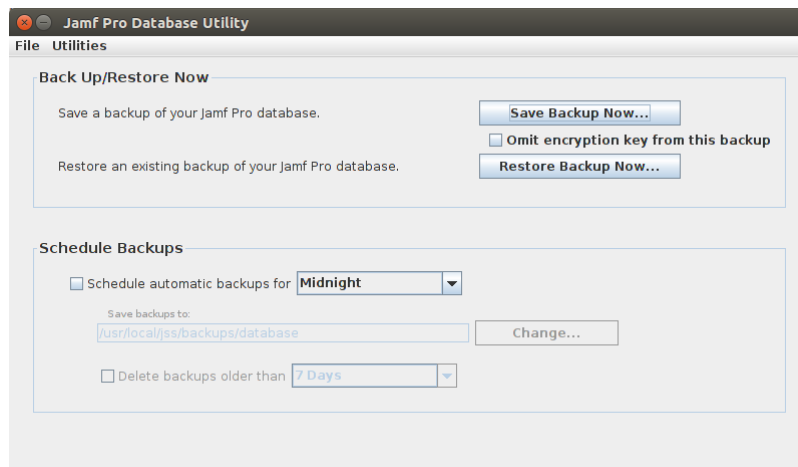 Jamf Pro Database Utility
File Utilities
Back Up/Restore Now
Save a backup of your Jamf Pro database.
Save Backup Now...
Omit encryption key from this backup
Restore an existing backup of your Jamf Pro database.
Restore Backup Now...
Schedule Backups
Schedule automatic backups for Midnight
Save backups to:
/usr/local/jss/backups/database
Change...
Delete backups older than 7 Days